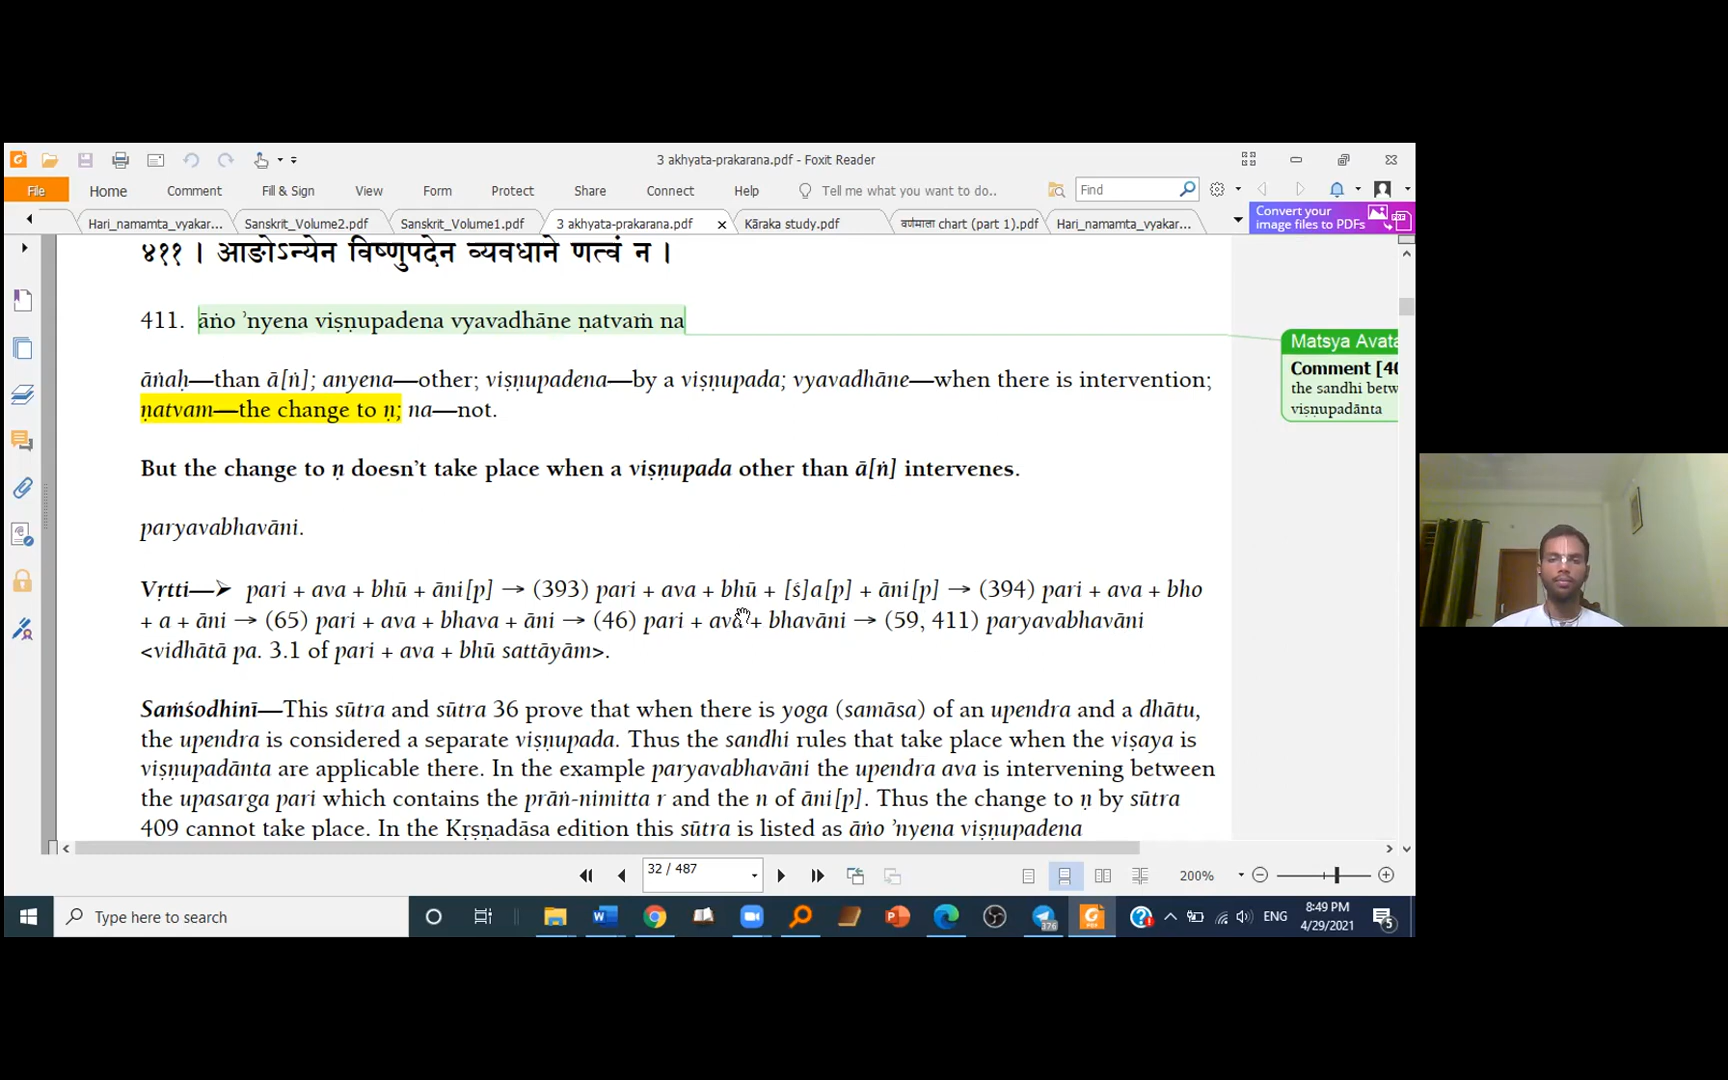 3 akhyata-prakarana.pdf - Foxit Reader
File Home Comment Fill & Sign View Form Protect Share Connect Help Tell me what you want to do.. Find
Hari_namamta_vyakar... Sanskrit_Volume2.pdf Sanskrit_Volume1.pdf 3 akhyata-prakarana.pdf Kāraka study.pdf वर्णमाला chart (part 1).pdf Hari_namamta_vyakar... Convert your
image files to PDFs
४११ । आङोऽन्येन विष्णुपदेन व्यवधाने णत्वं न ।
411. āṅo ’nyena viṣṇupadena vyavadhāne ṇatvaṁ na
Matsya Avata
Comment [40
the sandhi betw
viṣṇupadānta
āṅaḥ—than ā[ṅ]; anyena—other; viṣṇupadena—by a viṣṇupada; vyavadhāne—when there is intervention;
ṇatvam—the change to ṇ; na—not.
But the change to ṇ doesn’t take place when a viṣṇupada other than ā[ṅ] intervenes.
paryavabhavāni.
Vṛtti—➢ pari + ava + bhū + āni[p] → (393) pari + ava + bhū + [ś]a[p] + āni[p] → (394) pari + ava + bho
+ a + āni → (65) pari + ava + bhava + āni → (46) pari + ava + bhavāni → (59, 411) paryavabhavāni
<vidhātā pa. 3.1 of pari + ava + bhū sattāyām>.
Saṁśodhinī—This sūtra and sūtra 36 prove that when there is yoga (samāsa) of an upendra and a dhātu,
the upendra is considered a separate viṣṇupada. Thus the sandhi rules that take place when the viṣaya is
viṣṇupadānta are applicable there. In the example paryavabhavāni the upendra ava is intervening between
the upasarga pari which contains the prāṅ-nimitta r and the n of āni[p]. Thus the change to ṇ by sūtra
409 cannot take place. In the Kṛṣṇadāsa edition this sūtra is listed as āṅo ’nyena viṣṇupadena
32 / 487 200%
Type here to search 376 ENG 8:49 PM
4/29/2021 5